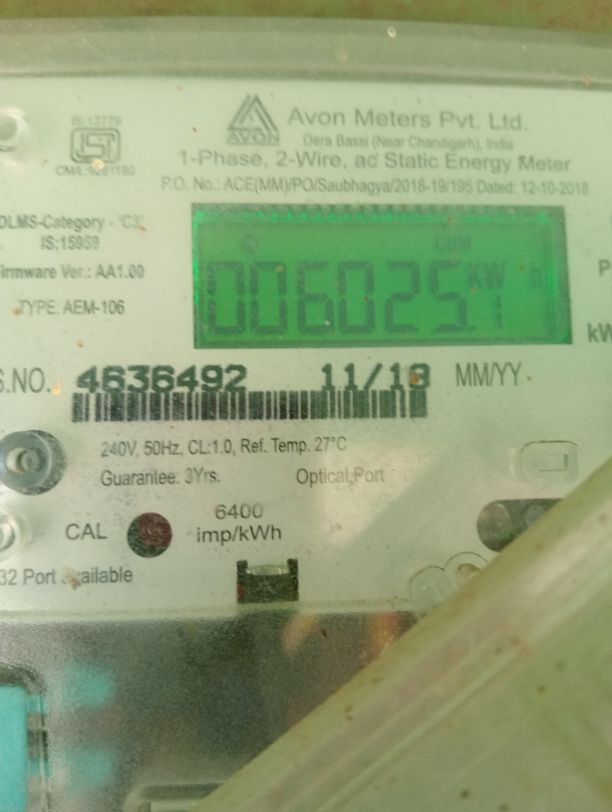 IS:13779
AVON
Avon Meters Pvt. Ltd.
Dera Bassi (Near Chandigarh), India
1-Phase, 2-Wire, ac Static Energy Meter
P.O. No.: ACE(MM)/PO/Saubhagya/2018-19/195 Dated: 12-10-2018
DLMS-Category - 'C3'
IS:15959
Firmware Ver.: AA1.00
TYPE. AEM-106
CUM
006025.1 KW h
S.NO. 4636492 11/18 MM/YY
240V, 50Hz, CL:1.0, Ref. Temp. 27°C
Guarantee: 3Yrs. Optical Port
CAL
6400
imp/kWh
32 Port available